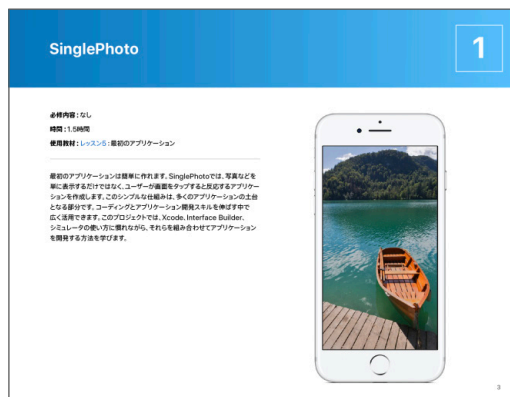 SinglePhoto
1
必修内容：なし
時間：1.5時間
使用教材：レッスン5：最初のアプリケーション
最初のアプリケーションは簡単に作れます。SinglePhotoでは、写真などを
単に表示するだけではなく、ユーザーが画面をタップすると反応するアプリケー
ションを作成します。このシンプルな仕組みは、多くのアプリケーションの土台
となる部分です。コーディングとアプリケーション開発スキルを伸ばす中で
広く活用できます。このプロジェクトでは、Xcode、Interface Builder、
シミュレータの使い方に慣れながら、それらを組み合わせてアプリケーション
を開発する方法を学びます。
3